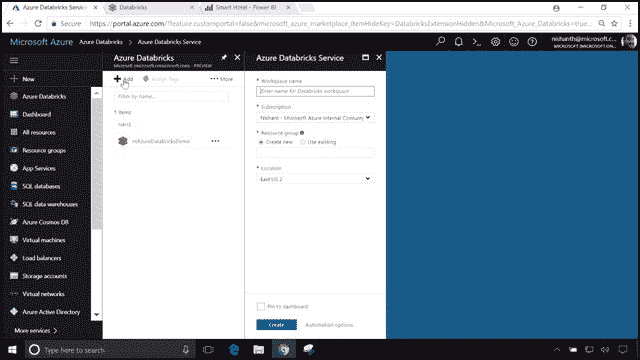 Azure Databricks
Databricks
Smart Hotel - Power BI
Secure
https://portal.azure.com/?feature.customportal=false&microsoft_azure_marketplace_ItemHideKey=DatabricksExtensionHidden&Microsoft_Azure_Databricks=true...
Microsoft Azure
Azure Databricks > Azure Databricks Service
nishanth@microsoft.c...
New
Azure Databricks
Dashboard
All resources
Resource groups
App Services
SQL databases
SQL data warehouses
Azure Cosmos DB
Virtual machines
Load balancers
Storage accounts
Virtual networks
Azure Active Directory
More services >
Azure Databricks
Microsoft (microsoft.onmicrosoft.com) - PREVIEW
Add
Assign Tags
More
Filter by name...
1 items
NAME
Azure Databricks Service
* Workspace name
Enter name for Databricks workspace
* Subscription
Nishant - Microsoft Azure Internal Consump
* Resource group
Create new
Use existing
* Location
East US 2
Pin to dashboard
Create
Automation options
Type here to search